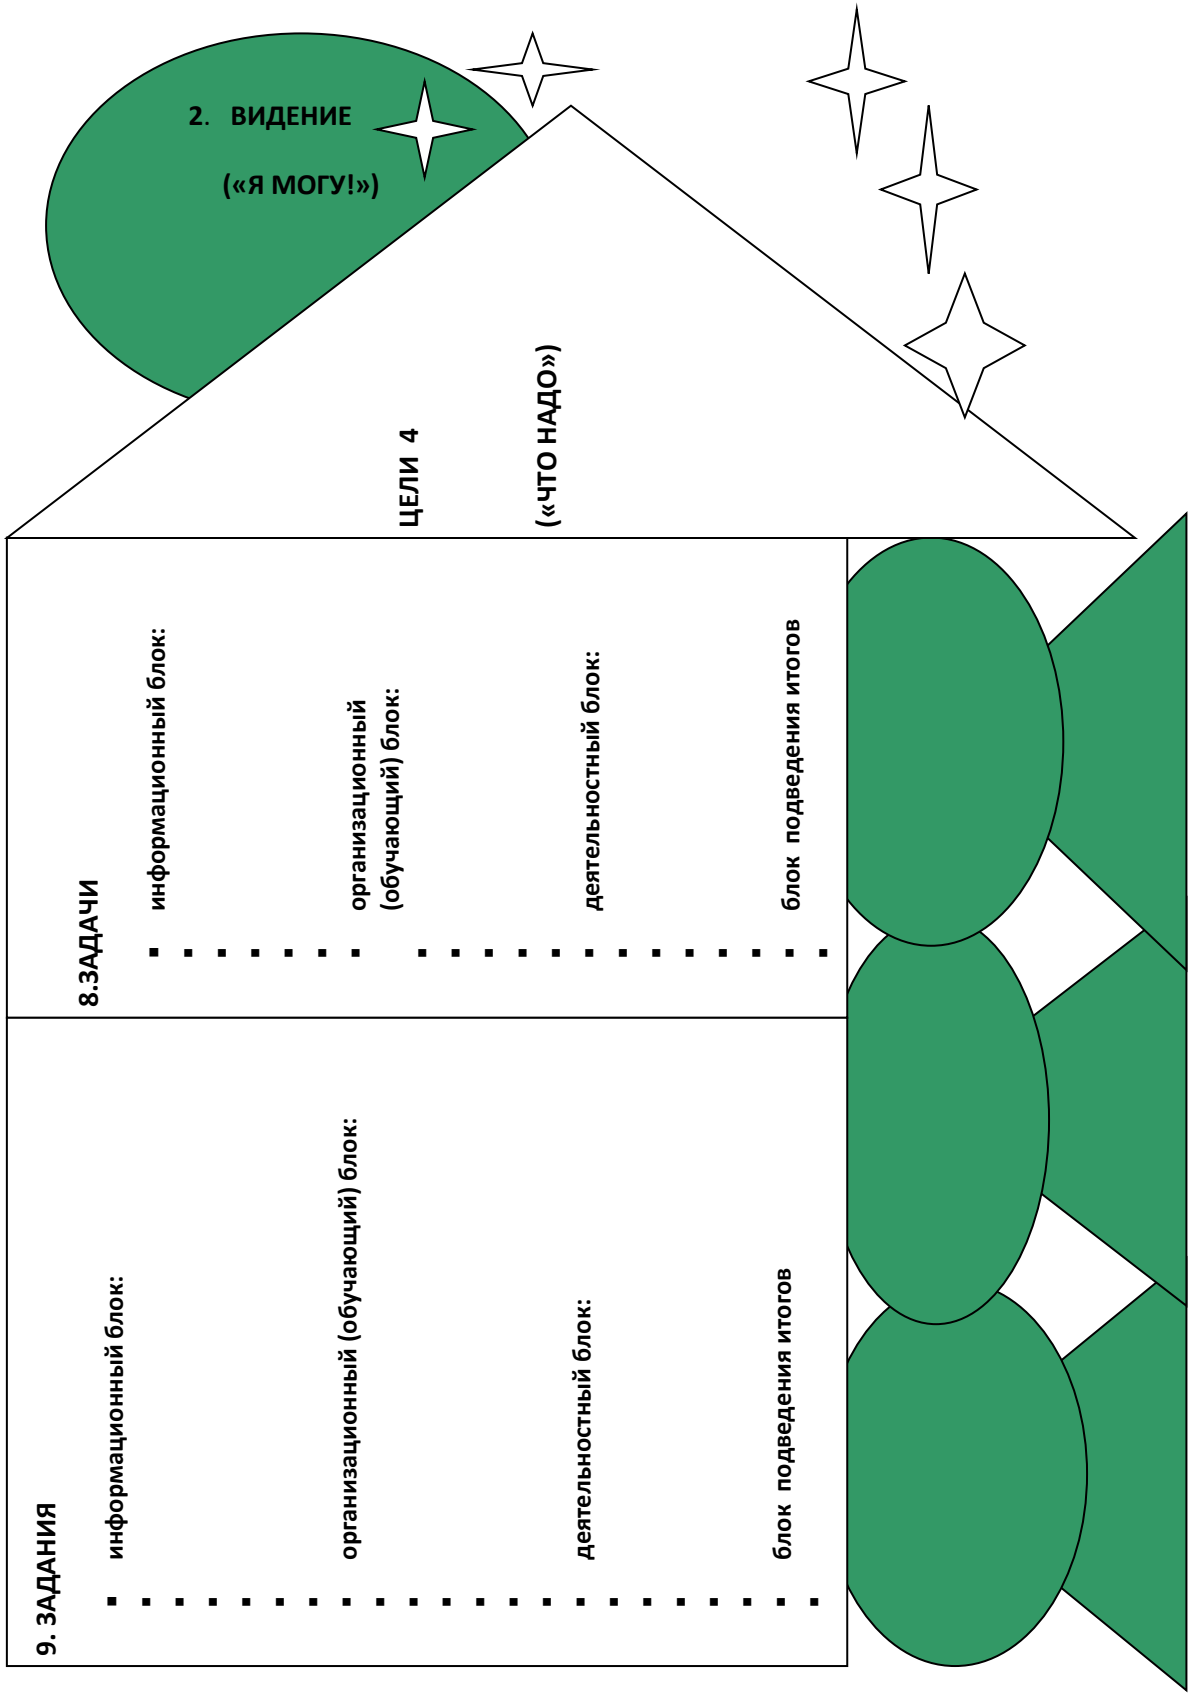 2. ВИДЕНИЕ
(«Я МОГУ!»)
ЦЕЛИ 4
(«ЧТО НАДО»)
8.ЗАДАЧИ
▪ информационный блок:
▪
▪
▪
▪
▪
▪ организационный
(обучающий) блок:
▪
▪
▪
▪
▪
▪ деятельностный блок:
▪
▪
▪
▪
▪
▪ блок подведения итогов
▪
9. ЗАДАНИЯ
▪ информационный блок:
▪
▪
▪
▪
▪
▪
▪ организационный (обучающий) блок:
▪
▪
▪
▪
▪
▪
▪ деятельностный блок:
▪
▪
▪
▪
▪
▪ блок подведения итогов
▪